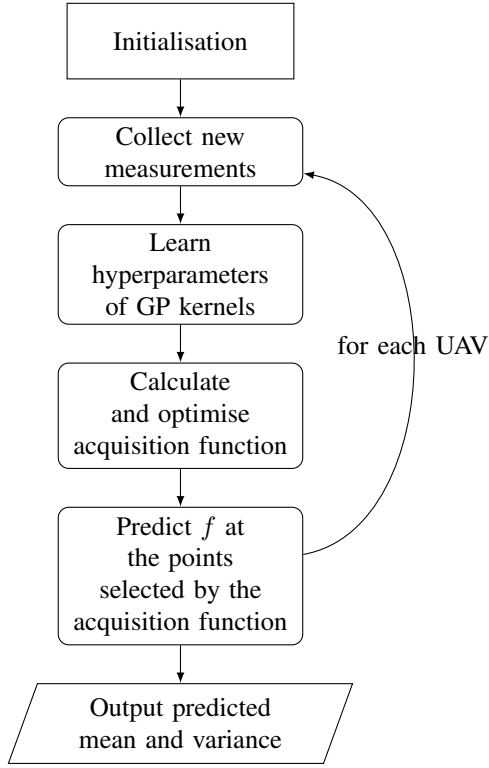 Initialisation
Collect new
measurements
Learn
hyperparameters
of GP kernels
for each UAV
Calculate
and optimise
acquisition function
Predict f at
the points
selected by the
acquisition function
Output predicted
mean and variance